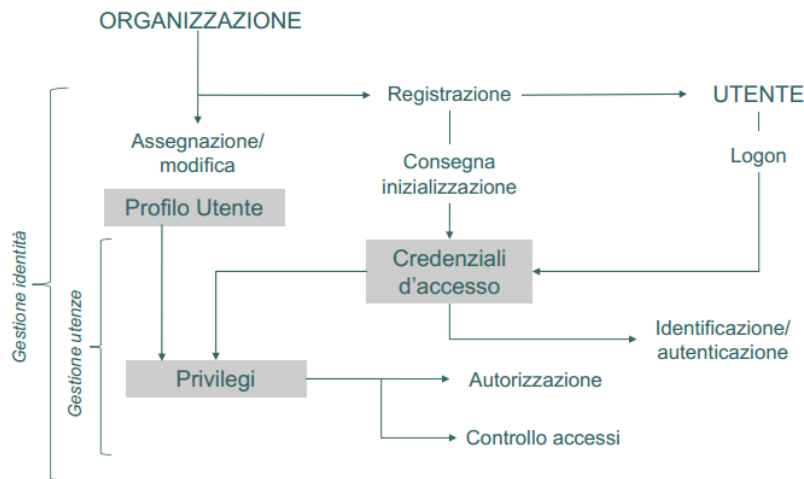 ORGANIZZAZIONE
Registrazione
UTENTE
Assegnazione/
modifica
Consegna
inizializzazione
Logon
Profilo Utente
Credenziali
d'accesso
Gestione identità
Gestione utenze
Identificazione/
autenticazione
Privilegi
Autorizzazione
Controllo accessi